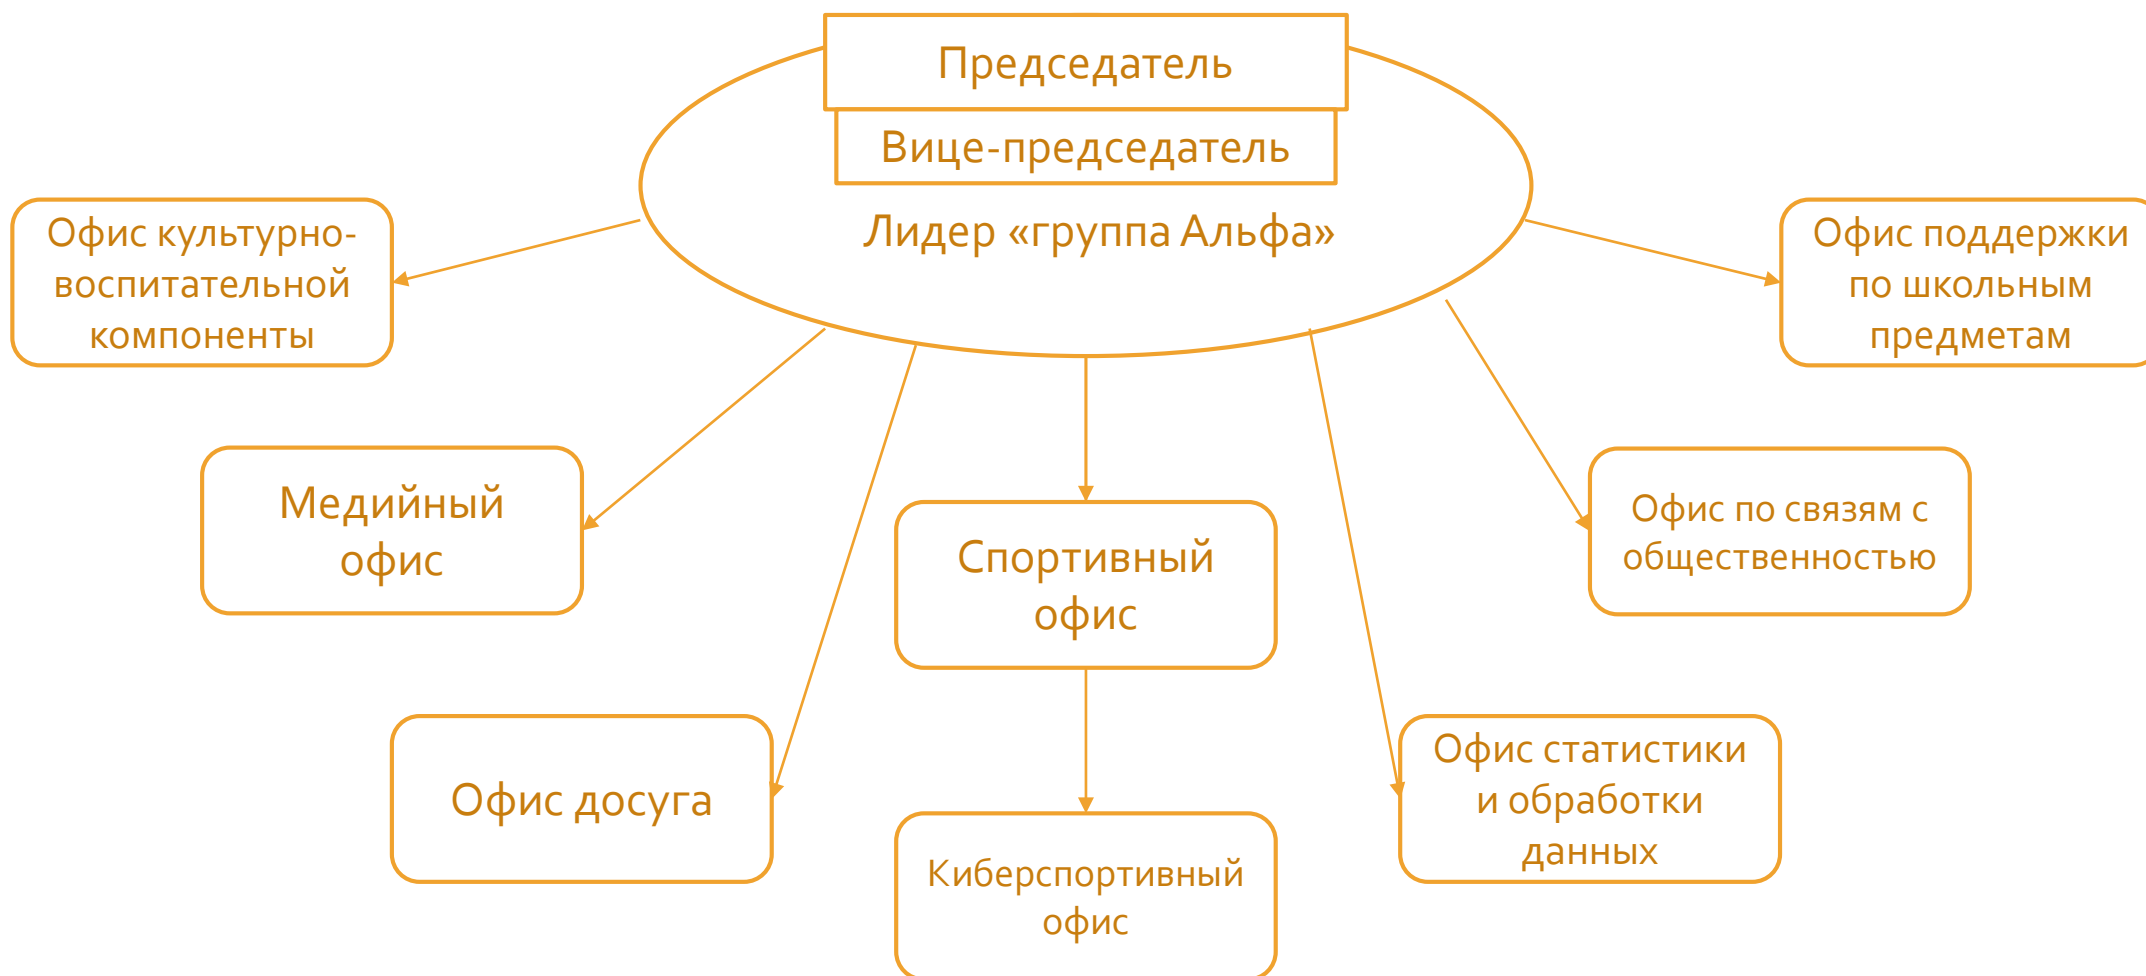 Председатель
Вице-председатель
Лидер «группа Альфа»
Офис культурно-
воспитательной
компоненты
Офис поддержки
по школьным
предметам
Медийный
офис
Спортивный
офис
Офис по связям с
общественностью
Офис досуга
Киберспортивный
офис
Офис статистики
и обработки
данных